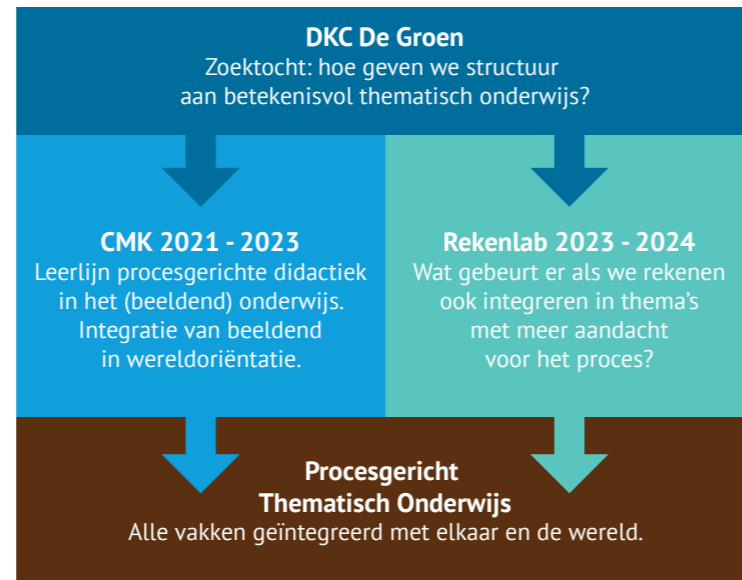 DKC De Groen
Zoektocht: hoe geven we structuur
aan betekenisvol thematisch onderwijs?
CMK 2021 - 2023
Leerlijn procesgerichte didactiek
in het (beeldend) onderwijs.
Integratie van beeldend
in wereldoriëntatie.
Rekenlab 2023 - 2024
Wat gebeurt er als we rekenen
ook integreren in thema’s
met meer aandacht
voor het proces?
Procesgericht
Thematisch Onderwijs
Alle vakken geïntegreerd met elkaar en de wereld.